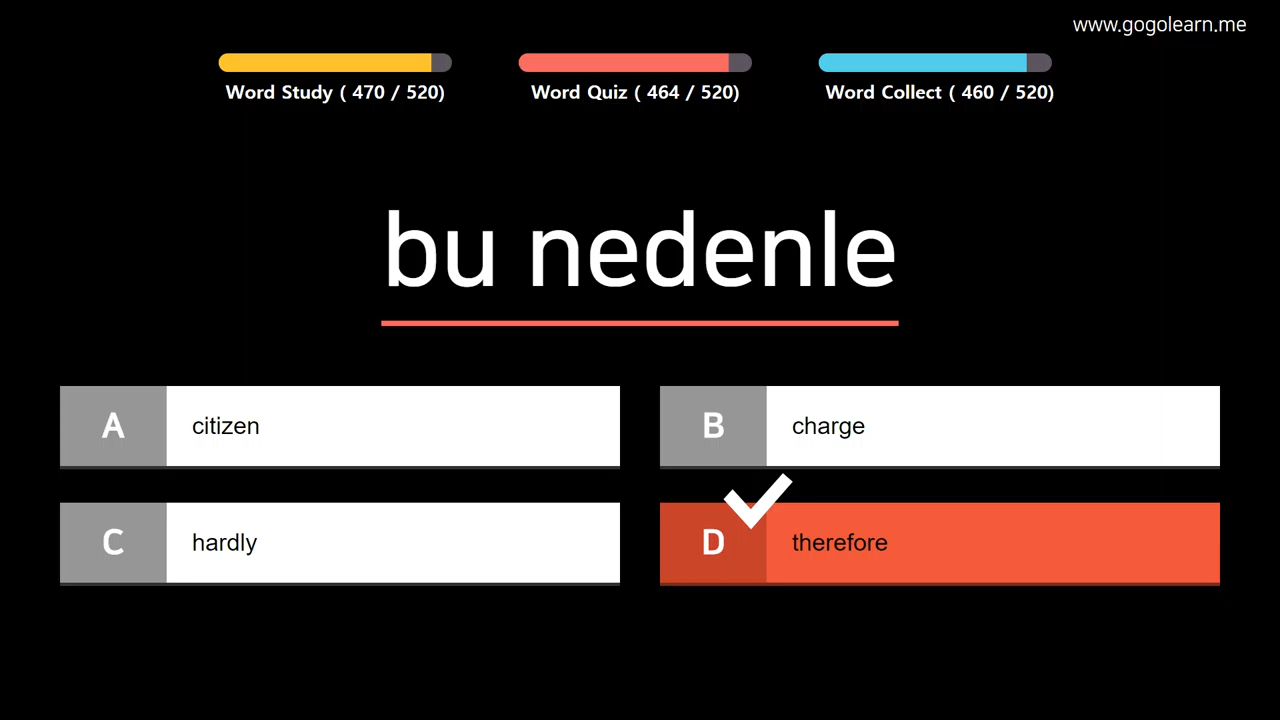 www.gogolearn.me
Word Study ( 470 / 520)
Word Quiz ( 464 / 520)
Word Collect ( 460 / 520)
bu nedenle
A citizen
B charge
C hardly
D therefore